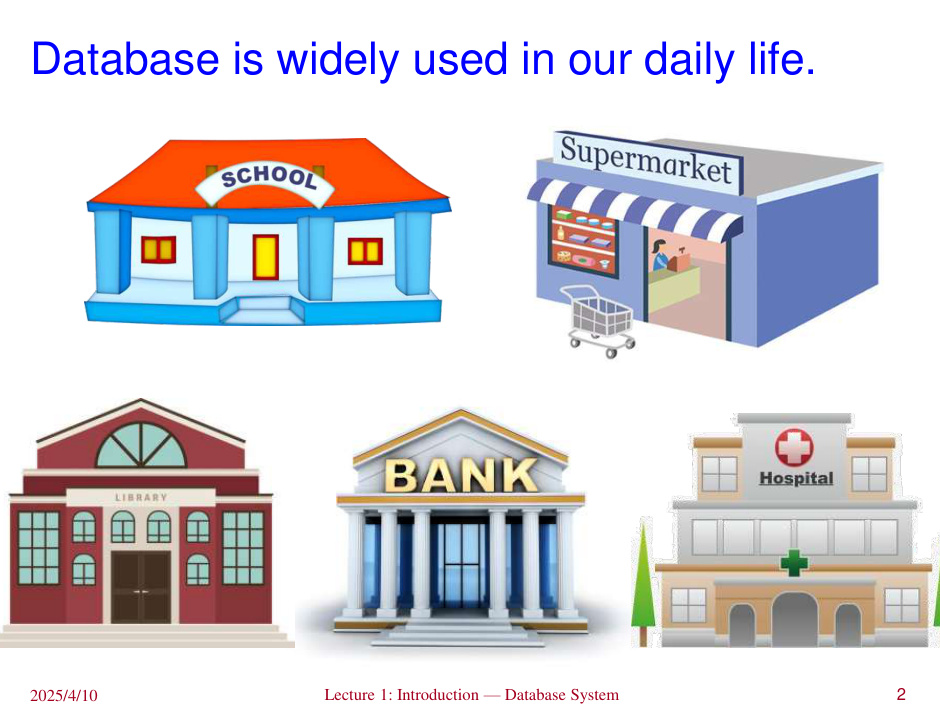 Database is widely used in our daily life.
SCHOOL
Supermarket
LIBRARY
BANK
Hospital
2025/4/10
Lecture 1: Introduction — Database System
2